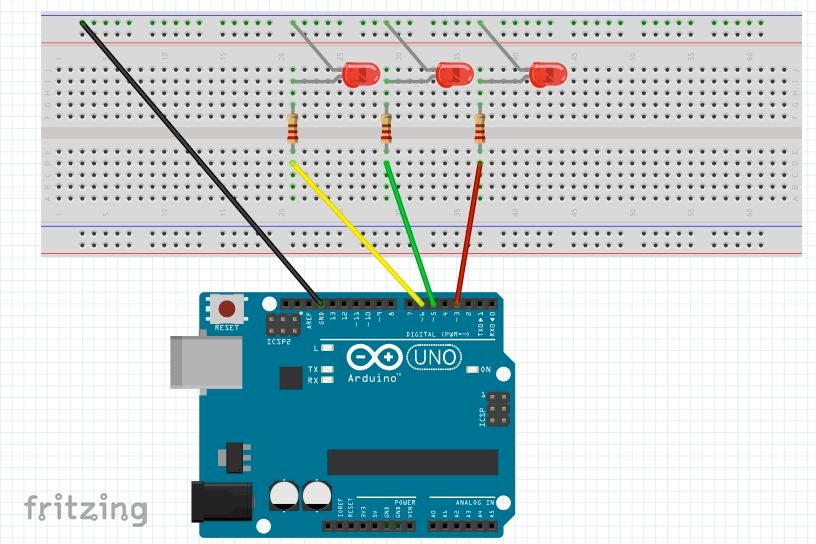 RESET
ICSP2
AREF
GND
13
12
~11
~10
~9
8
7
~6
~5
4
~3
2
TXD▶1
RXD◀0
DIGITAL (PWM=~)
L
TX
RX
Arduino™
UNO
ON
1
ICSP
IOREF
RESET
3V3
5V
GND
GND
VIN
POWER
ANALOG IN
A0
A1
A2
A3
A4
A5
fritzing